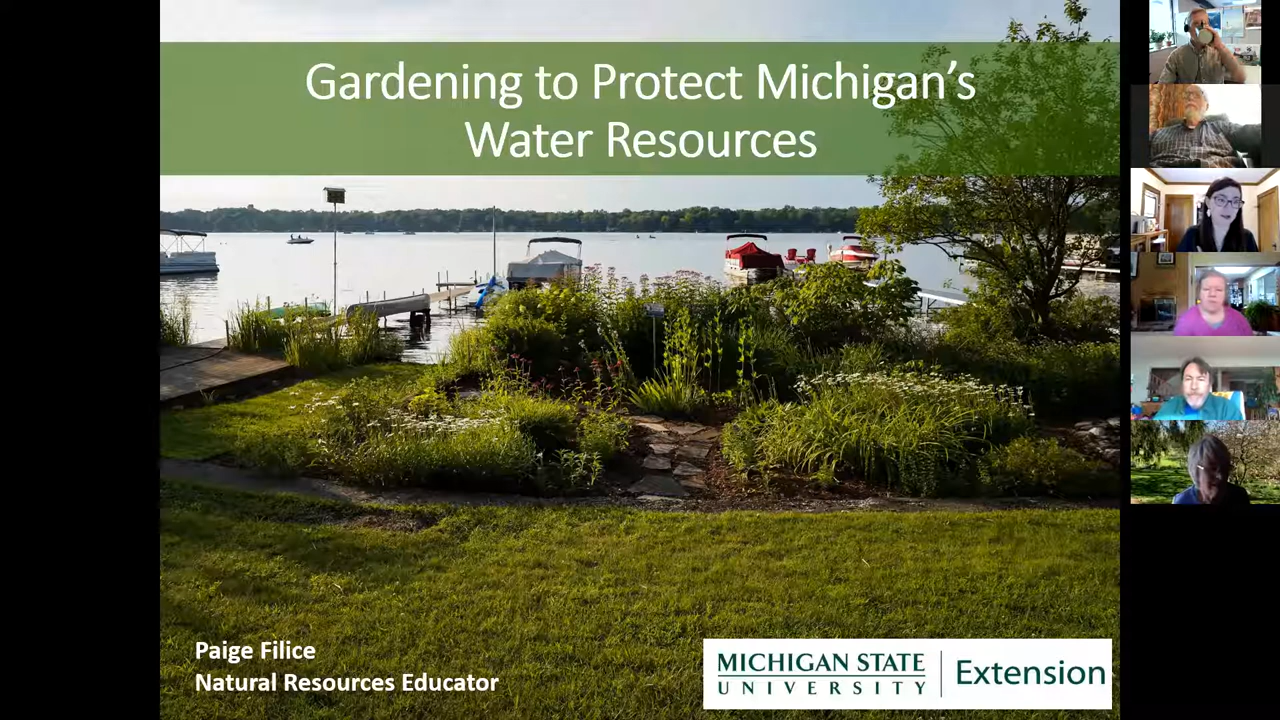 Gardening to Protect Michigan’s
Water Resources
Paige Filice
Natural Resources Educator
MICHIGAN STATE
UNIVERSITY
Extension